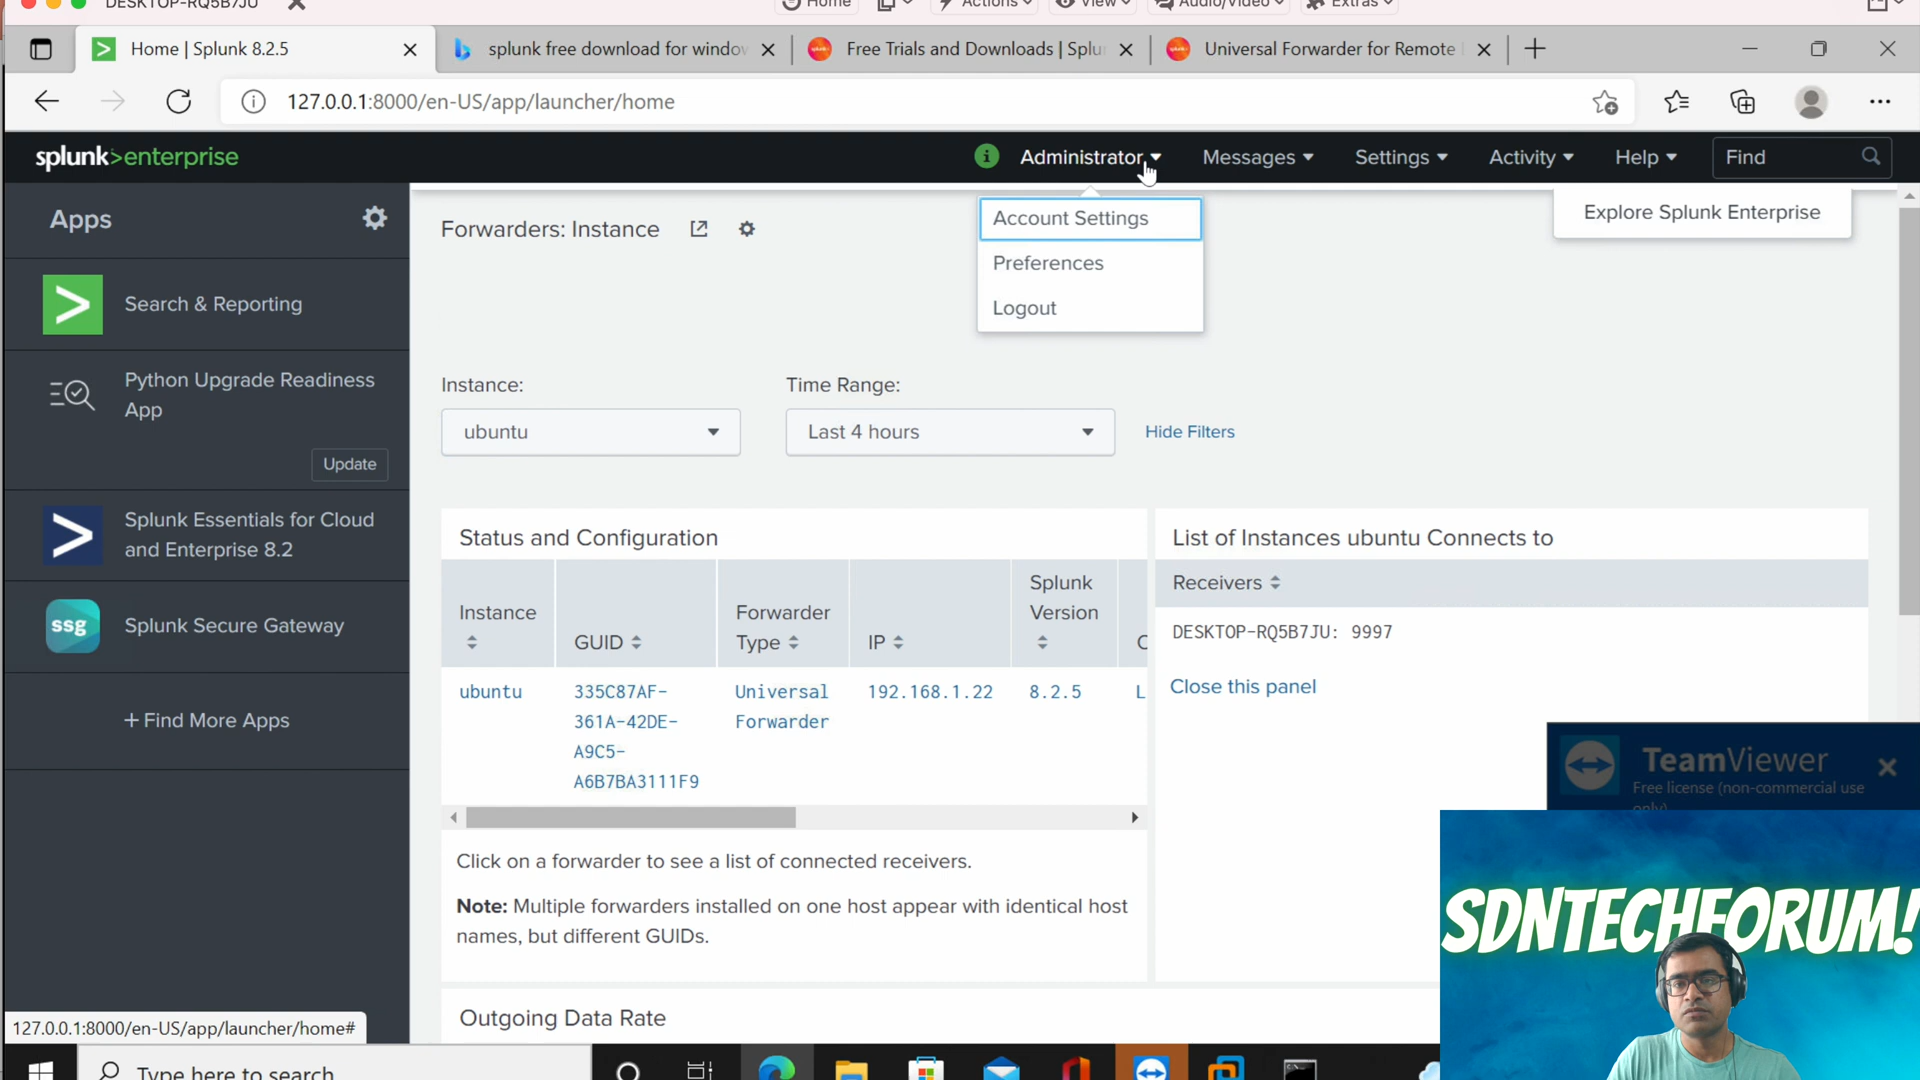 DESKTOP-RQ5B7JU
Home
Actions
View
Audio/Video
Extras
Home | Splunk 8.2.5
splunk free download for window
Free Trials and Downloads | Splu
Universal Forwarder for Remote
127.0.0.1:8000/en-US/app/launcher/home
splunk>enterprise
Administrator
Messages
Settings
Activity
Help
Find
Apps
Account Settings
Preferences
Logout
Explore Splunk Enterprise
Forwarders: Instance
Search & Reporting
Python Upgrade Readiness
App
Update
Splunk Essentials for Cloud
and Enterprise 8.2
ssg
Splunk Secure Gateway
+ Find More Apps
Instance:
Time Range:
ubuntu
Last 4 hours
Hide Filters
Status and Configuration
List of Instances ubuntu Connects to
Instance
GUID
Forwarder
Type
IP
Splunk
Version
Receivers
ubuntu
335C87AF-
361A-42DE-
A9C5-
A6B7BA3111F9
Universal
Forwarder
192.168.1.22
8.2.5
L
DESKTOP-RQ5B7JU: 9997
Close this panel
Click on a forwarder to see a list of connected receivers.
Note: Multiple forwarders installed on one host appear with identical host
names, but different GUIDs.
Outgoing Data Rate
TeamViewer
Free license (non-commercial use
only)
SDNTECHFORUM!
127.0.0.1:8000/en-US/app/launcher/home#
Type here to search